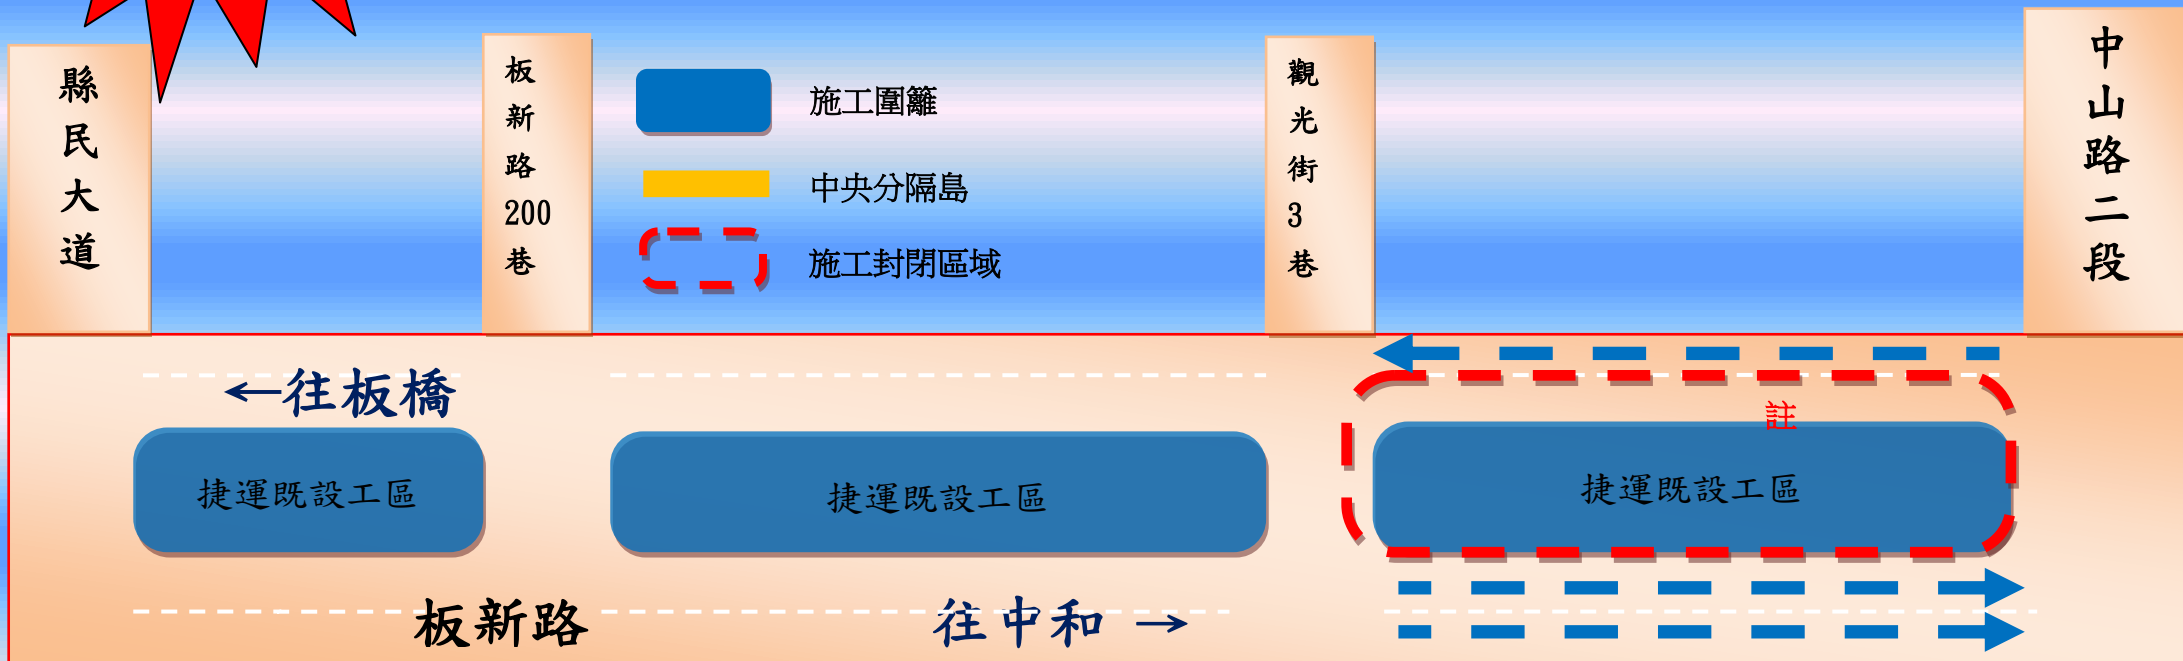 縣民大道
板新路200巷
施工圍籬
中央分隔島
施工封閉區域
觀光街3巷
中山路二段
←往板橋
註
捷運既設工區
捷運既設工區
捷運既設工區
板新路
往中和 →